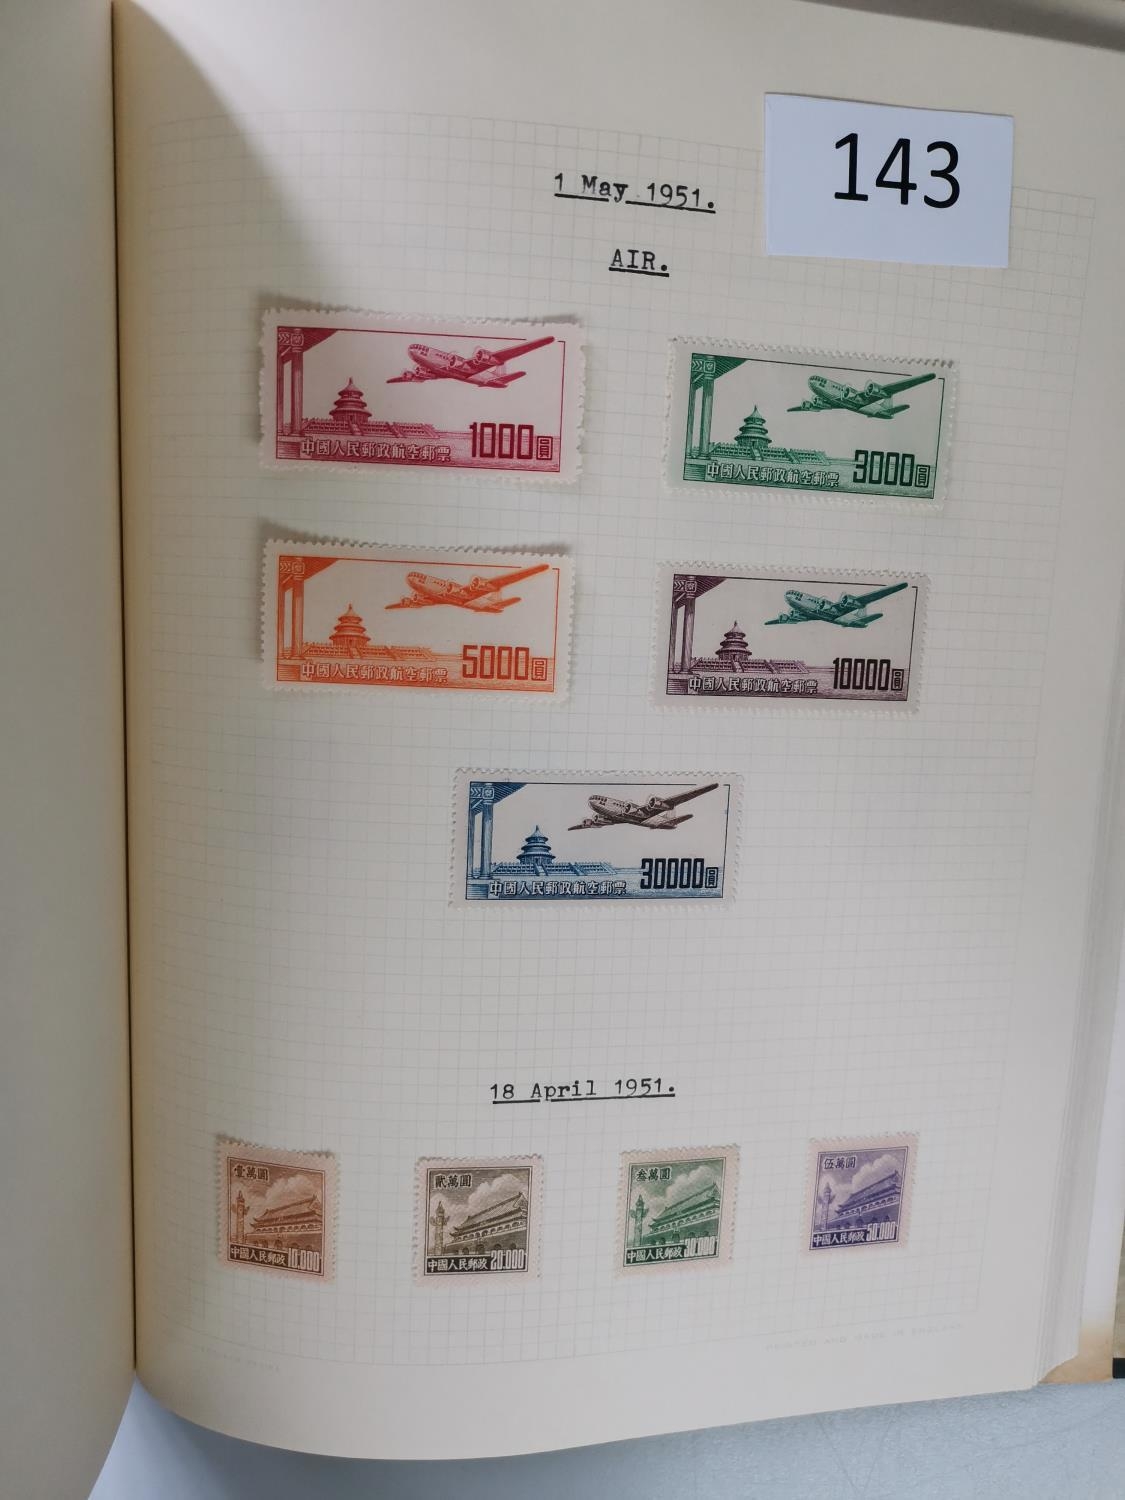 143
1 May 1951.
AIR.
中國人民郵政航空郵票 1000圓
中國人民郵政航空郵票 3000圓
中國人民郵政航空郵票 5000圓
中國人民郵政航空郵票 10000圓
中國人民郵政航空郵票 30000圓
18 April 1951.
壹萬圓
中國人民郵政 10.000
貳萬圓
中國人民郵政 20.000
叁萬圓
中國人民郵政 30.000
伍萬圓
中國人民郵政 50.000